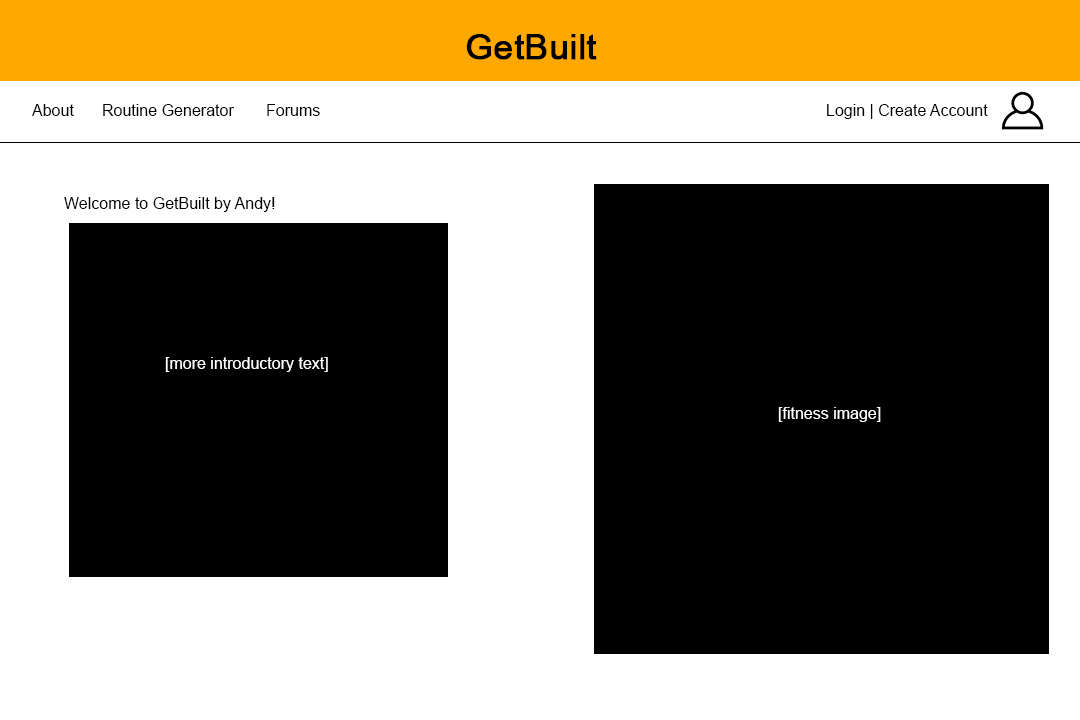 GetBuilt
About Routine Generator Forums Login | Create Account
Welcome to GetBuilt by Andy!
[more introductory text]
[fitness image]